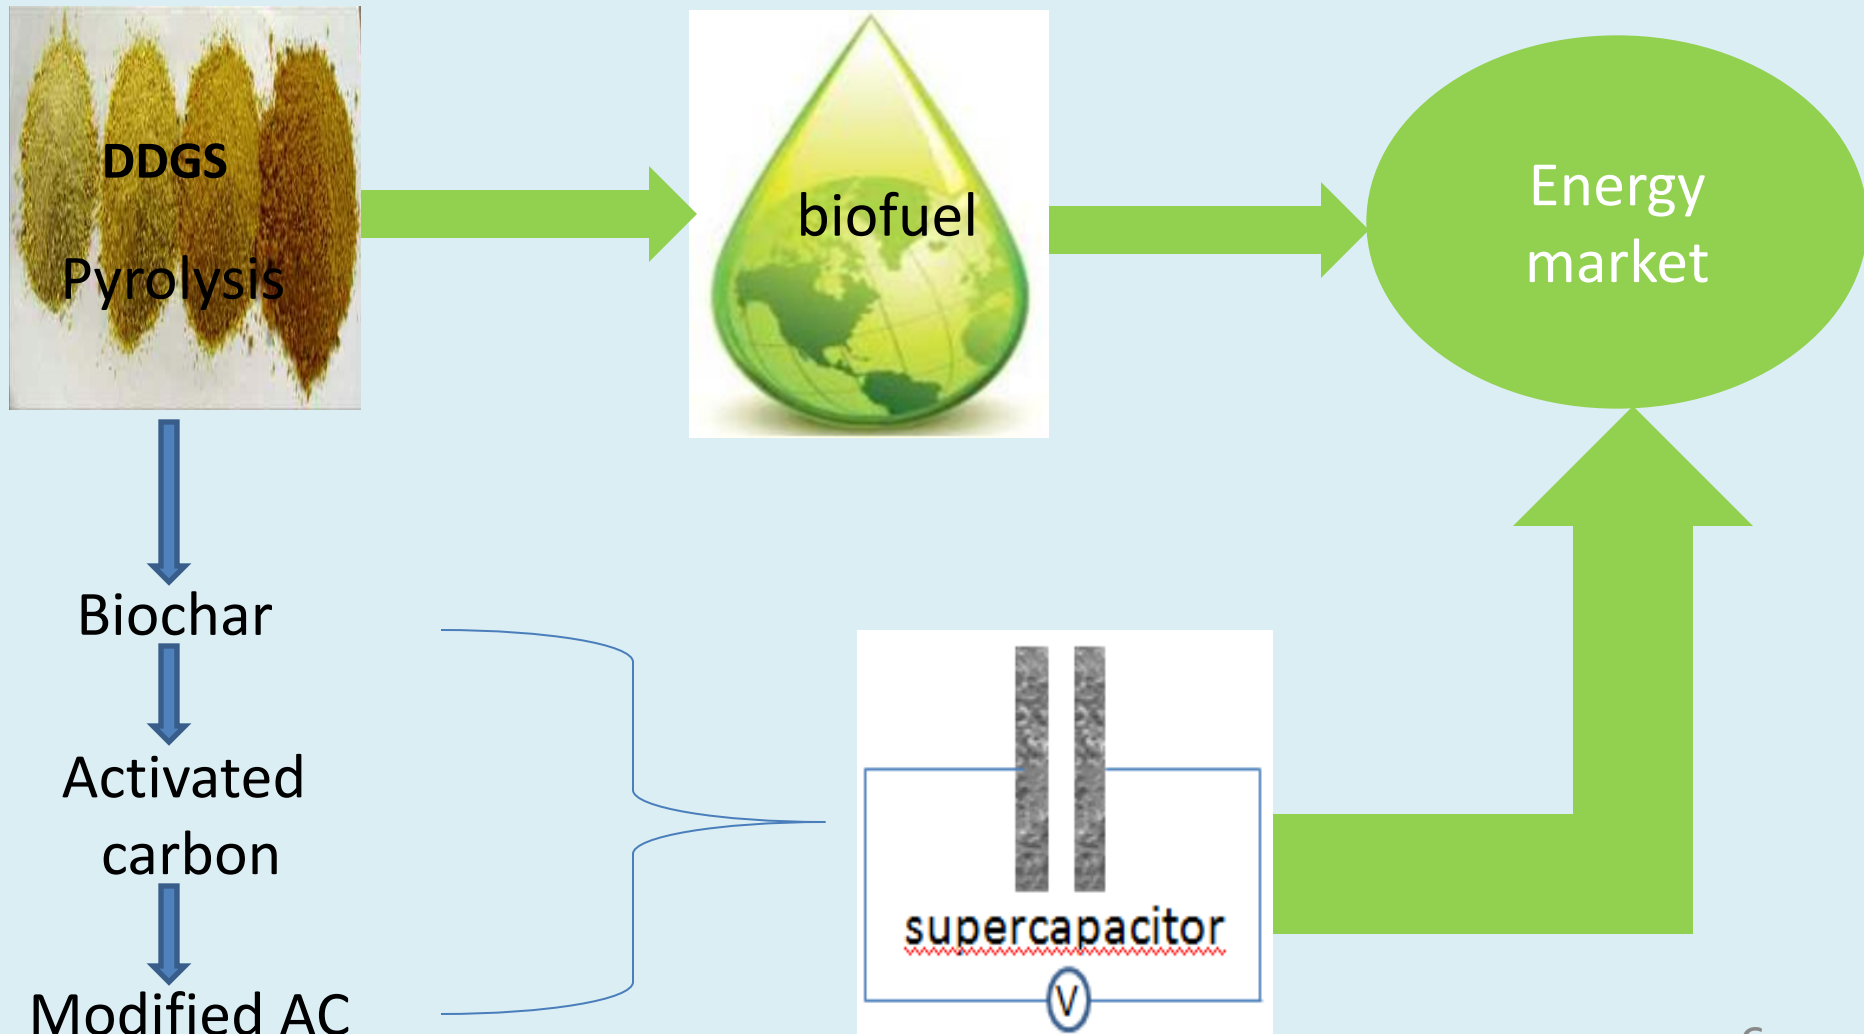 DDGS
Pyrolysis
biofuel
Energy
market
Biochar
Activated
carbon
Modified AC
supercapacitor
V